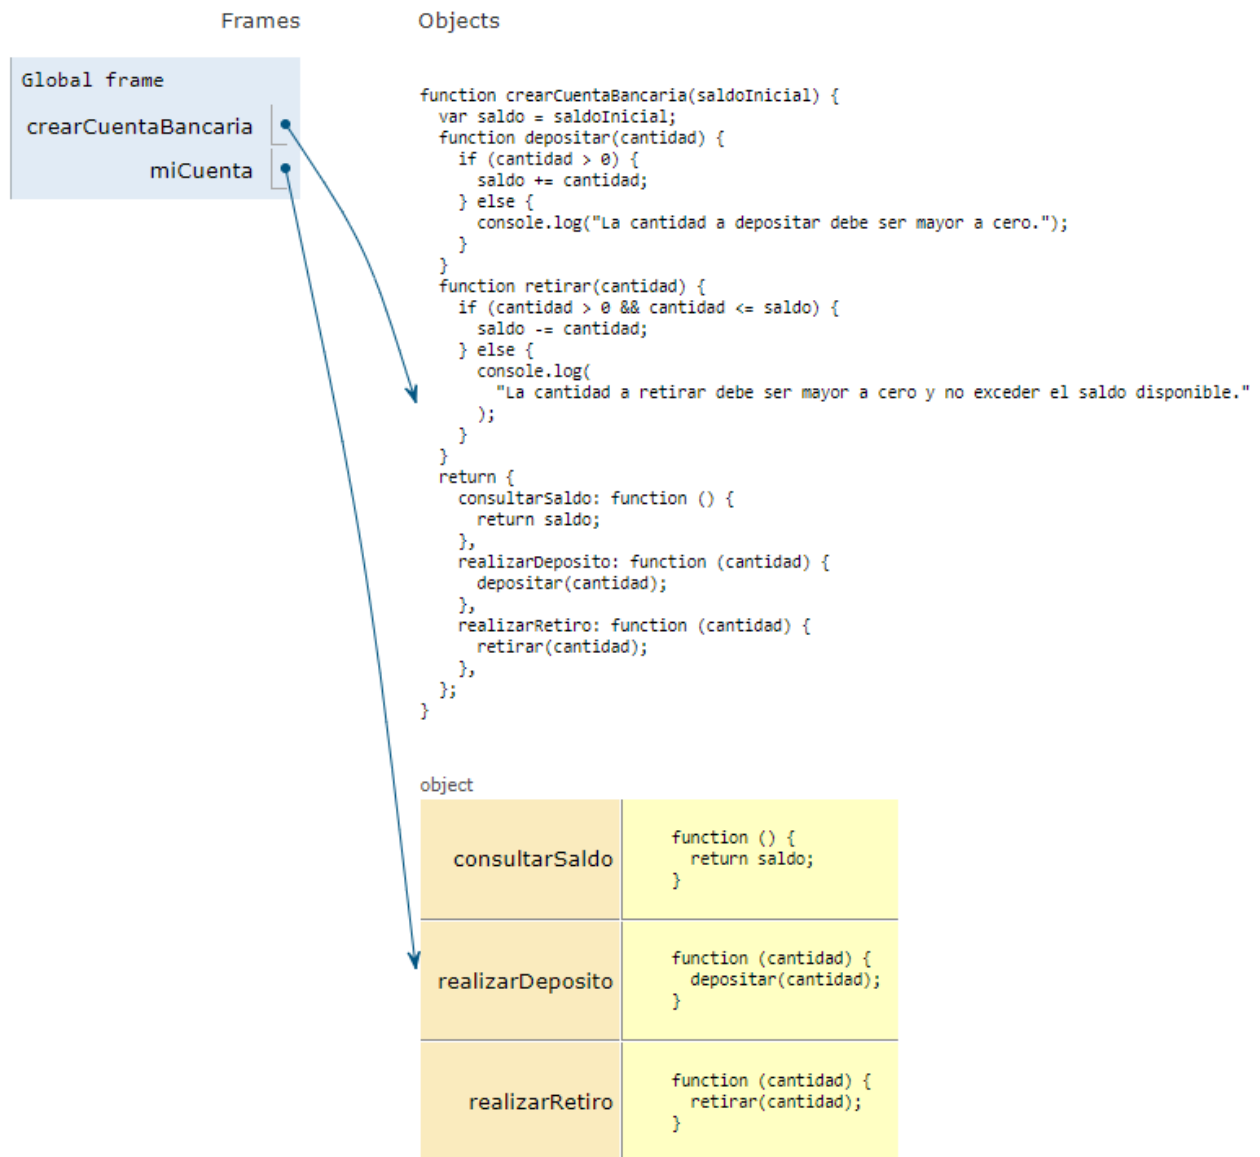 Frames
Objects
Global frame
crearCuentaBancaria
miCuenta
function crearCuentaBancaria(saldoInicial) {
  var saldo = saldoInicial;
  function depositar(cantidad) {
    if (cantidad > 0) {
      saldo += cantidad;
    } else {
      console.log("La cantidad a depositar debe ser mayor a cero.");
    }
  }
  function retirar(cantidad) {
    if (cantidad > 0 && cantidad <= saldo) {
      saldo -= cantidad;
    } else {
      console.log(
        "La cantidad a retirar debe ser mayor a cero y no exceder el saldo disponible."
      );
    }
  }
  return {
    consultarSaldo: function () {
      return saldo;
    },
    realizarDeposito: function (cantidad) {
      depositar(cantidad);
    },
    realizarRetiro: function (cantidad) {
      retirar(cantidad);
    },
  };
}
object
consultarSaldo
function () {
  return saldo;
}
realizarDeposito
function (cantidad) {
  depositar(cantidad);
}
realizarRetiro
function (cantidad) {
  retirar(cantidad);
}